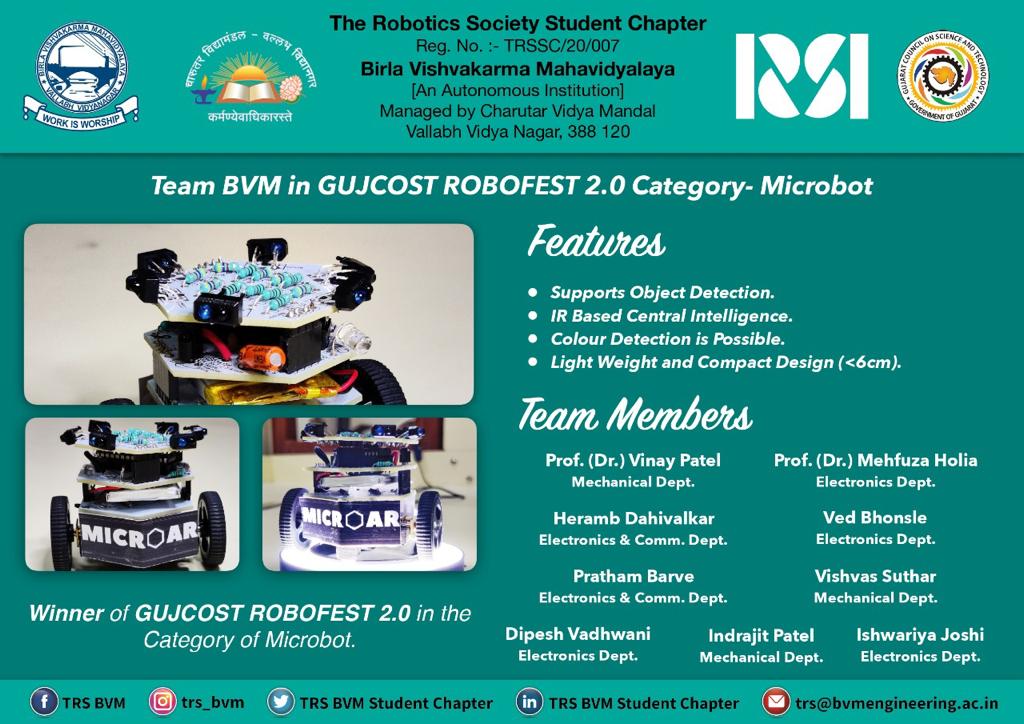 The Robotics Society Student Chapter
Reg. No. :- TRSSC/20/007
Birla Vishvakarma Mahavidyalaya
[An Autonomous Institution]
Managed by Charutar Vidya Mandal
Vallabh Vidya Nagar, 388 120
BIRLA VISHVAKARMA MAHAVIDYALAYA
VALLABH VIDYANAGAR
WORK IS WORSHIP
चारुतर विद्यामंडल - वल्लभ विद्यानगर
कर्मण्येवाधिकारस्ते
RSI
GUJARAT COUNCIL ON SCIENCE AND TECHNOLOGY
GOVERNMENT OF GUJARAT
Team BVM in GUJCOST ROBOFEST 2.0 Category- Microbot
Features
• Supports Object Detection.
• IR Based Central Intelligence.
• Colour Detection is Possible.
• Light Weight and Compact Design (<6cm).
MICROAR
MICROAR
Winner of GUJCOST ROBOFEST 2.0 in the
Category of Microbot.
Team Members
Prof. (Dr.) Vinay Patel
Mechanical Dept.
Prof. (Dr.) Mehfuza Holia
Electronics Dept.
Heramb Dahivalkar
Electronics & Comm. Dept.
Ved Bhonsle
Electronics Dept.
Pratham Barve
Electronics & Comm. Dept.
Vishvas Suthar
Mechanical Dept.
Dipesh Vadhwani
Electronics Dept.
Indrajit Patel
Mechanical Dept.
Ishwariya Joshi
Electronics Dept.
TRS BVM
trs_bvm
TRS BVM Student Chapter
in TRS BVM Student Chapter
trs@bvmengineering.ac.in